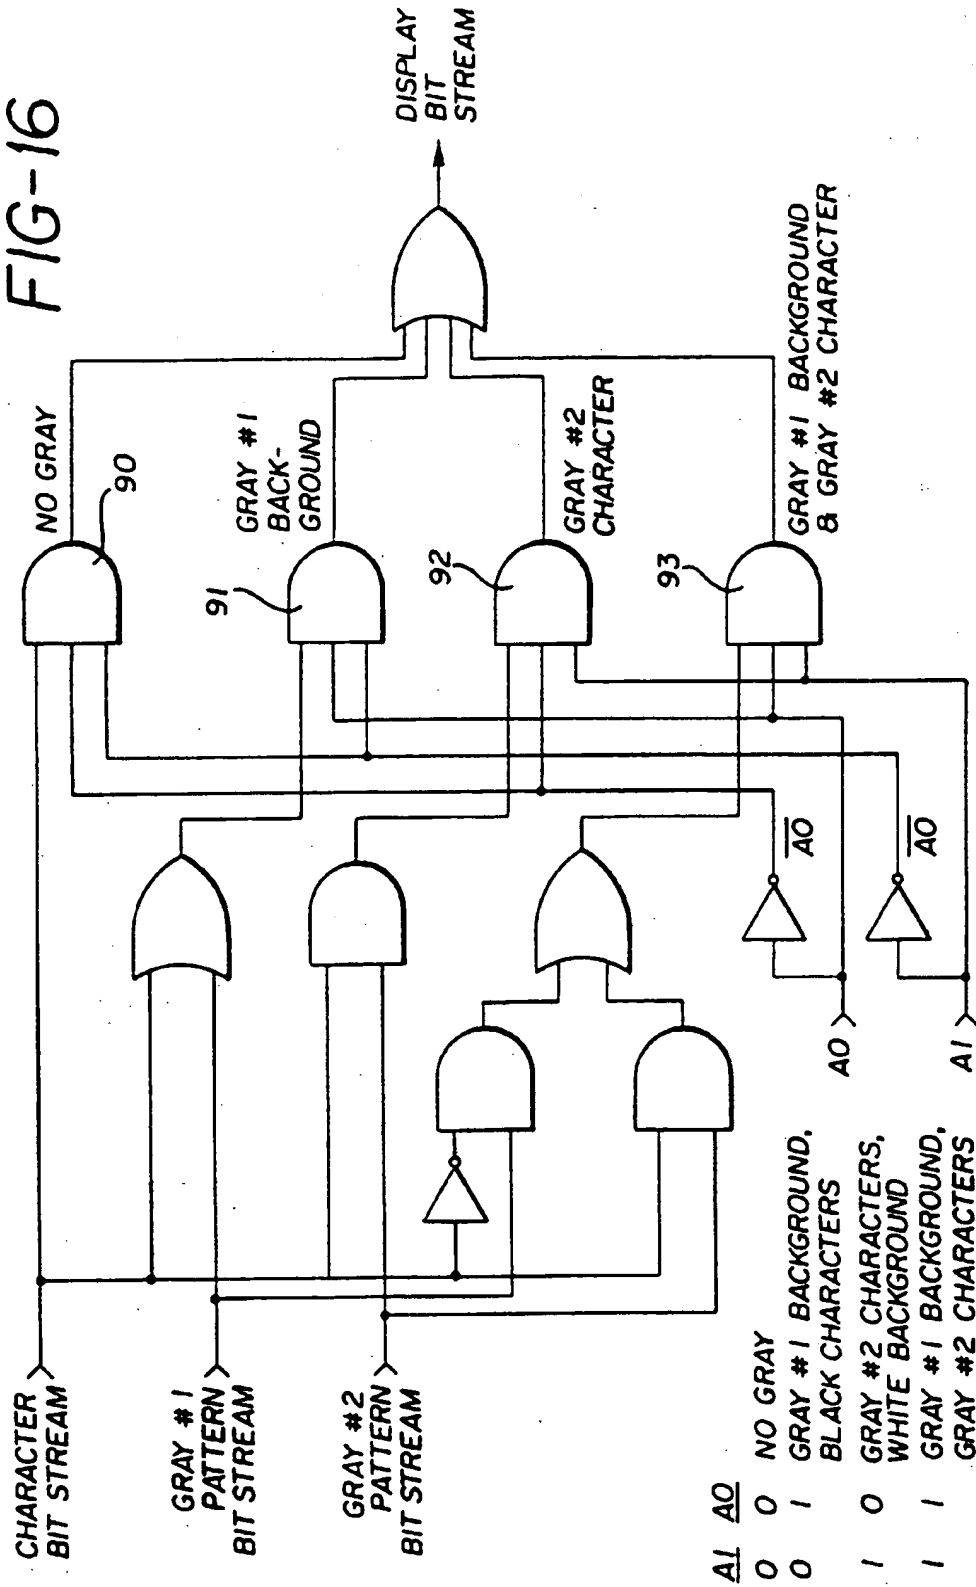 FIG-16
CHARACTER
BIT STREAM
GRAY #1
PATTERN
BIT STREAM
GRAY #2
PATTERN
BIT STREAM
NO GRAY
90
91
GRAY #1
BACK-
GROUND
92
GRAY #2
CHARACTER
93
GRAY #1 BACKGROUND
& GRAY #2 CHARACTER
DISPLAY
BIT
STREAM
A0
A0
A0
A1
A1 A0
0 0 NO GRAY
0 1 GRAY #1 BACKGROUND,
BLACK CHARACTERS
1 0 GRAY #2 CHARACTERS,
WHITE BACKGROUND
1 1 GRAY #1 BACKGROUND,
GRAY #2 CHARACTERS